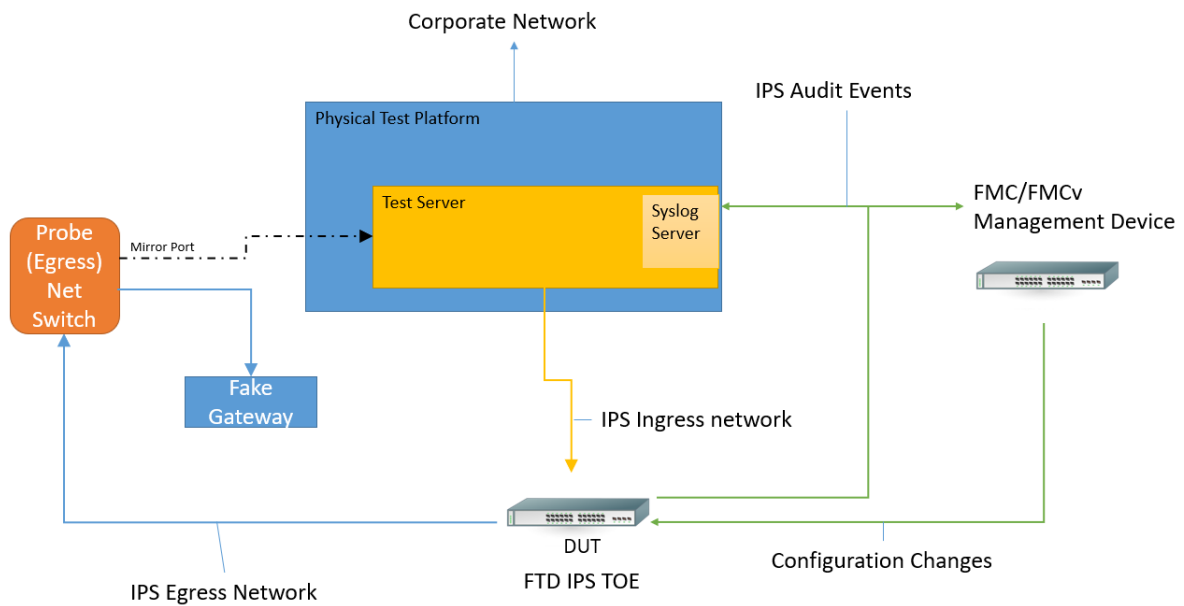 Corporate Network
IPS Audit Events
Physical Test Platform
Test Server
Syslog
Server
FMC/FMCv
Management Device
Probe
(Egress)
Net
Switch
Mirror Port
Fake
Gateway
IPS Ingress network
DUT
FTD IPS TOE
Configuration Changes
IPS Egress Network